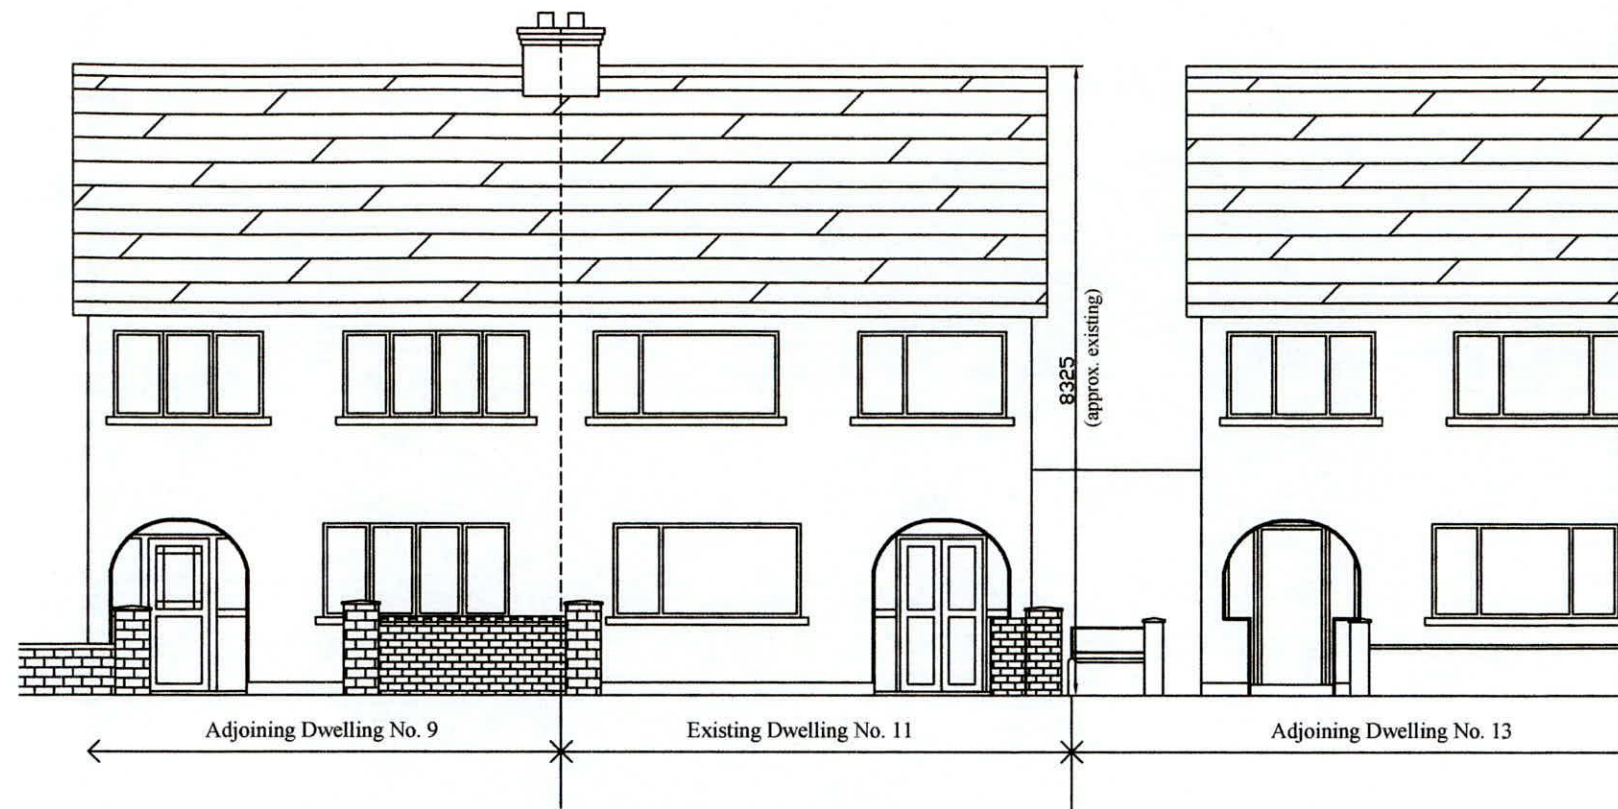 8325
(approx. existing)
Adjoining Dwelling No. 9
Existing Dwelling No. 11
Adjoining Dwelling No. 13